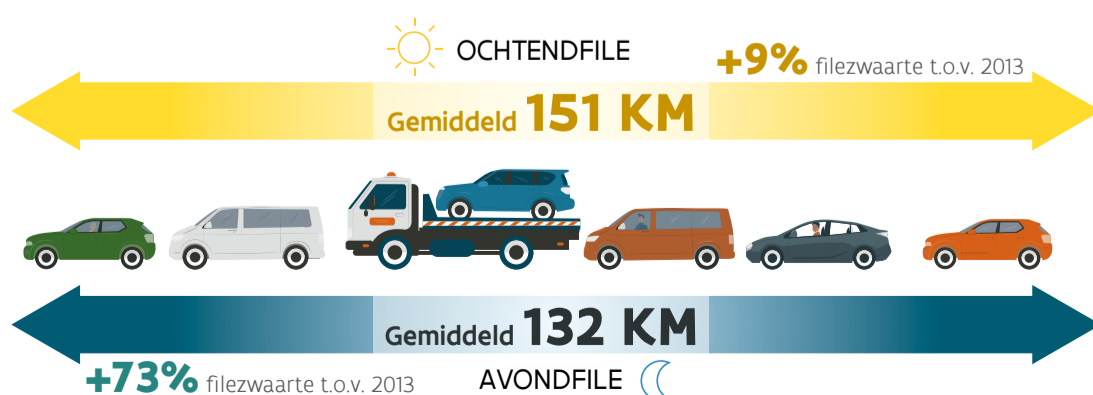 OCHTENDFILE
+9% filezwaarte t.o.v. 2013
Gemiddeld 151 KM
Gemiddeld 132 KM
+73% filezwaarte t.o.v. 2013
AVONDFILE